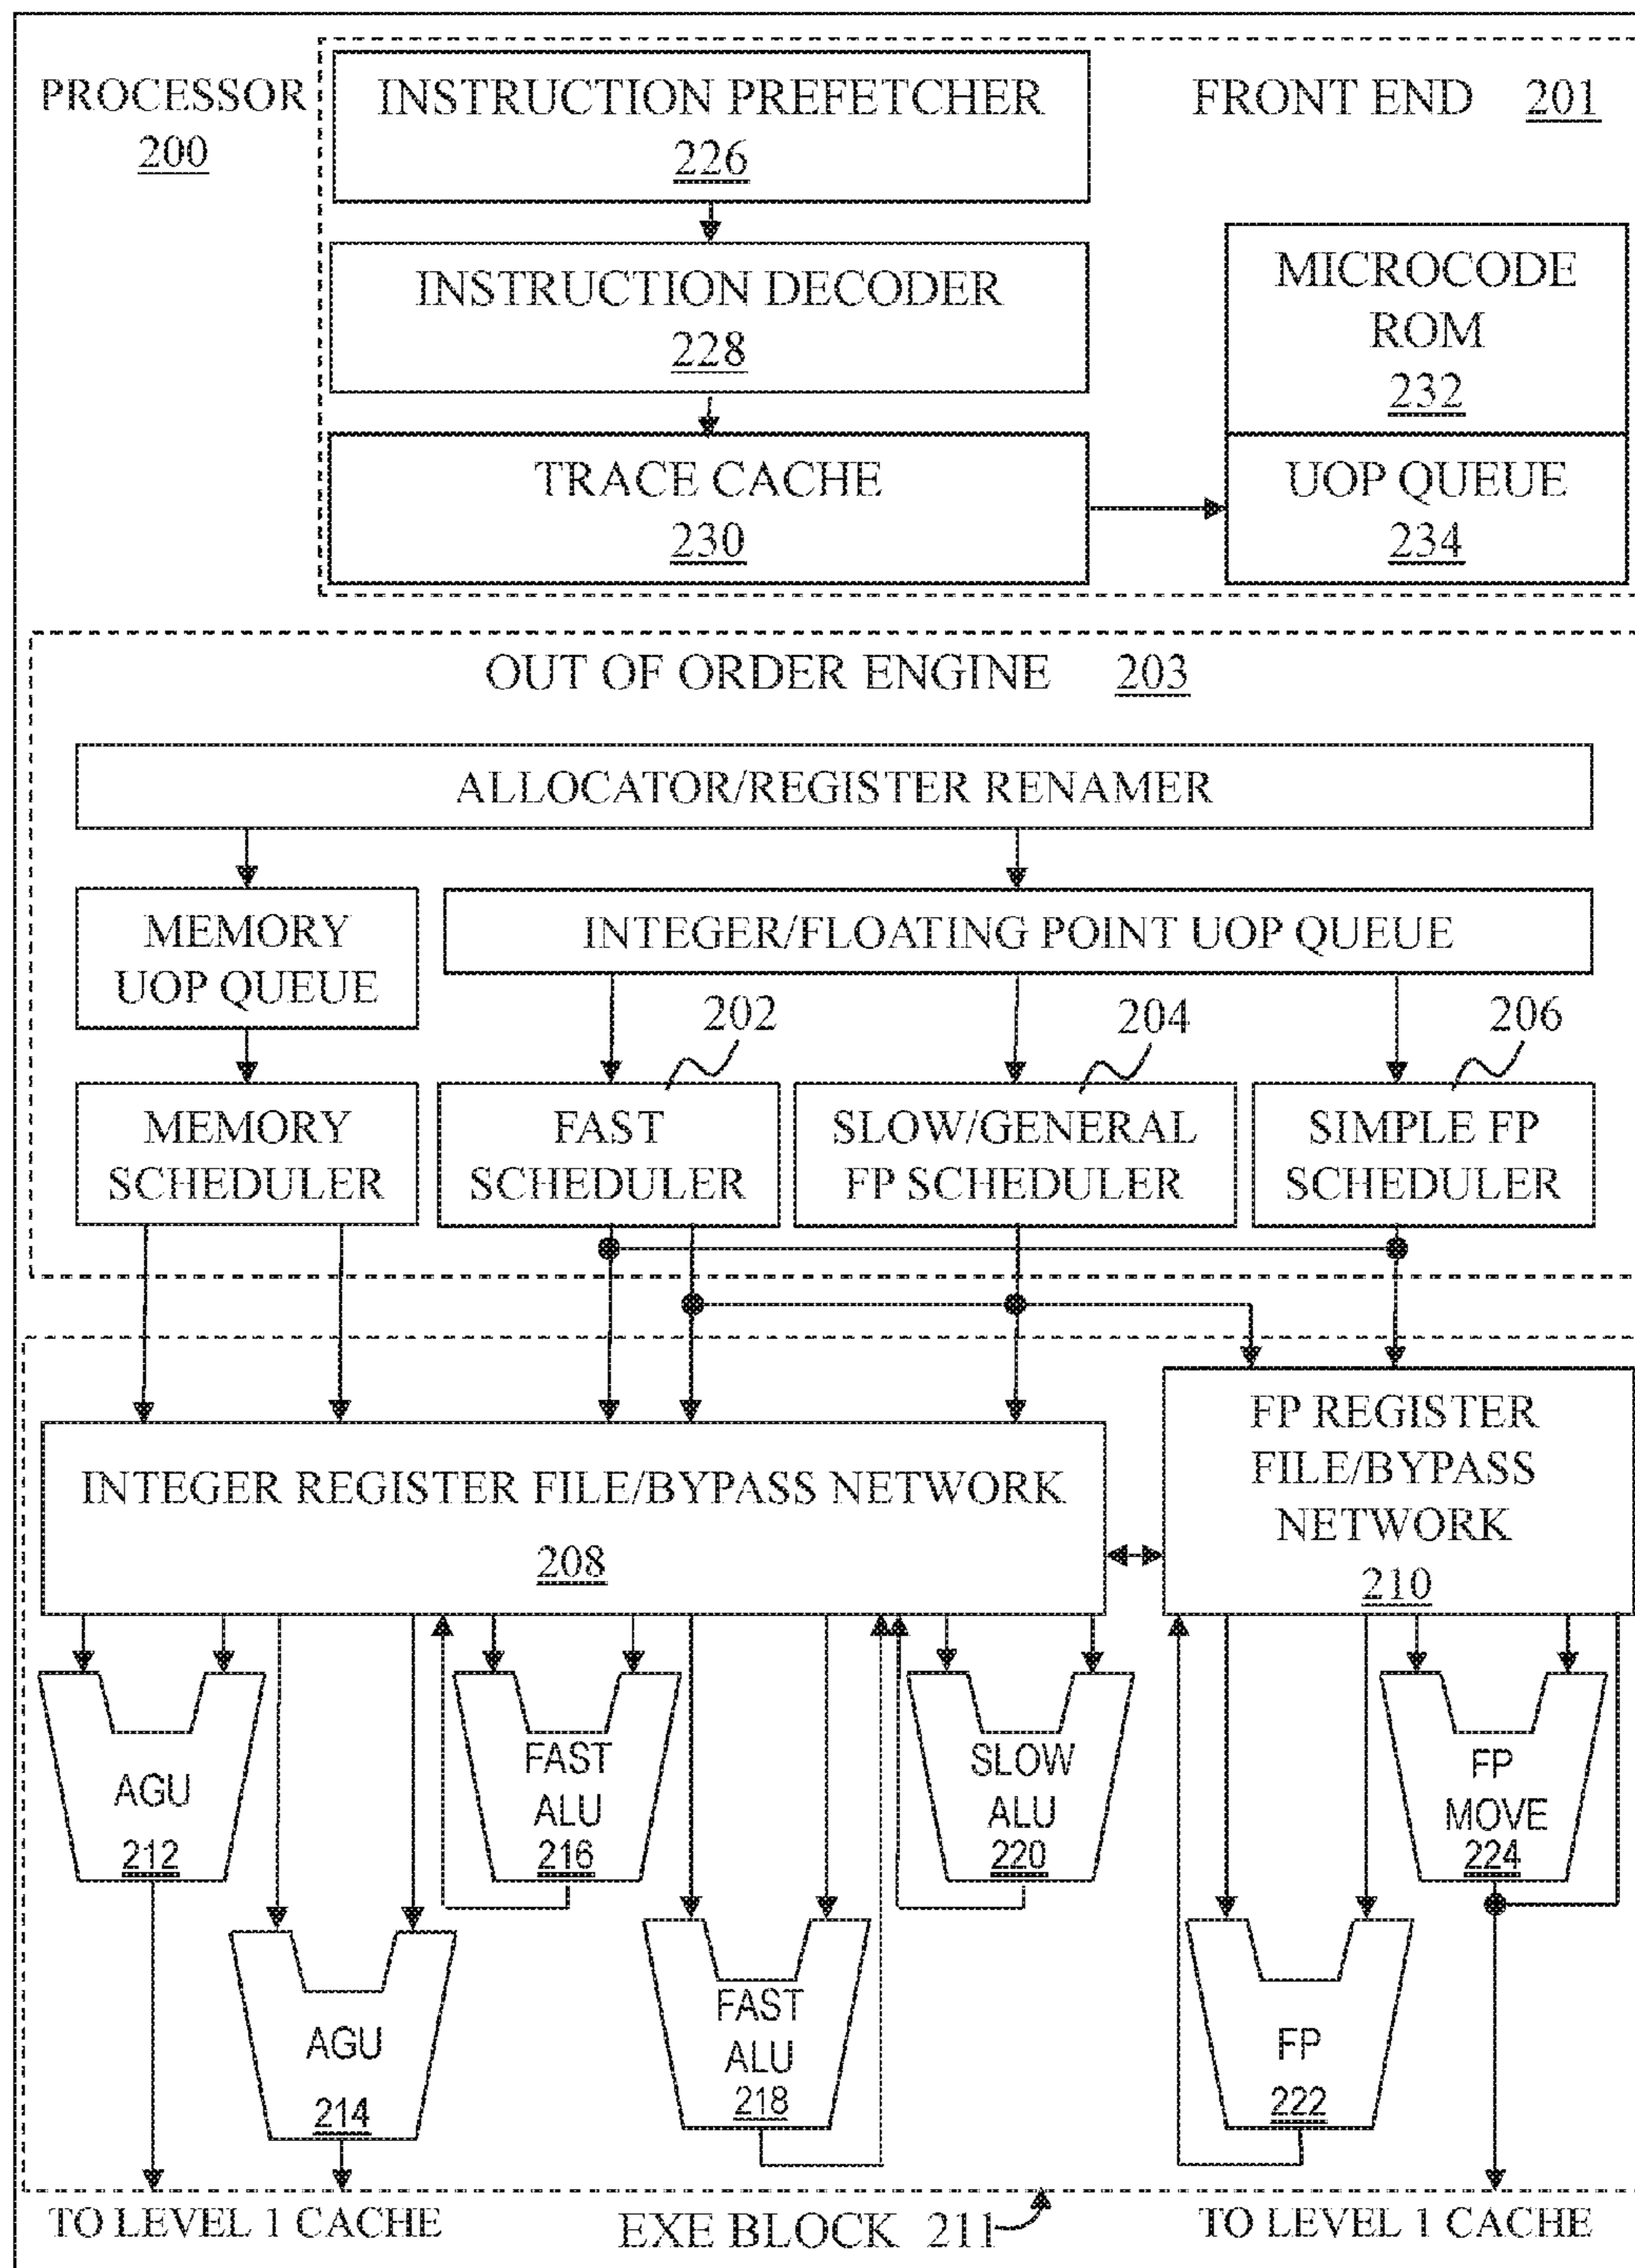 PROCESSOR
200
INSTRUCTION PREFETCHER
226
FRONT END 201
INSTRUCTION DECODER
228
MICROCODE
ROM
232
TRACE CACHE
230
UOP QUEUE
234
OUT OF ORDER ENGINE 203
ALLOCATOR/REGISTER RENAMER
MEMORY
UOP QUEUE
INTEGER/FLOATING POINT UOP QUEUE
202
204
206
MEMORY
SCHEDULER
FAST
SCHEDULER
SLOW/GENERAL
FP SCHEDULER
SIMPLE FP
SCHEDULER
INTEGER REGISTER FILE/BYPASS NETWORK
208
FP REGISTER
FILE/BYPASS
NETWORK
210
AGU
212
FAST
ALU
216
SLOW
ALU
220
FP
MOVE
224
AGU
214
FAST
ALU
218
FP
222
TO LEVEL 1 CACHE
EXE BLOCK 211
TO LEVEL 1 CACHE